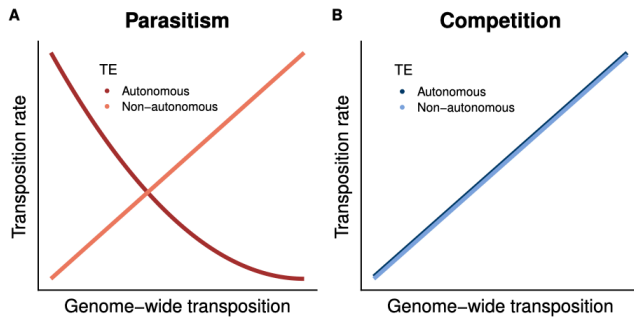 A Parasitism
Transposition rate
TE
Autonomous
Non−autonomous
Genome−wide transposition
B Competition
Transposition rate
TE
Autonomous
Non−autonomous
Genome−wide transposition